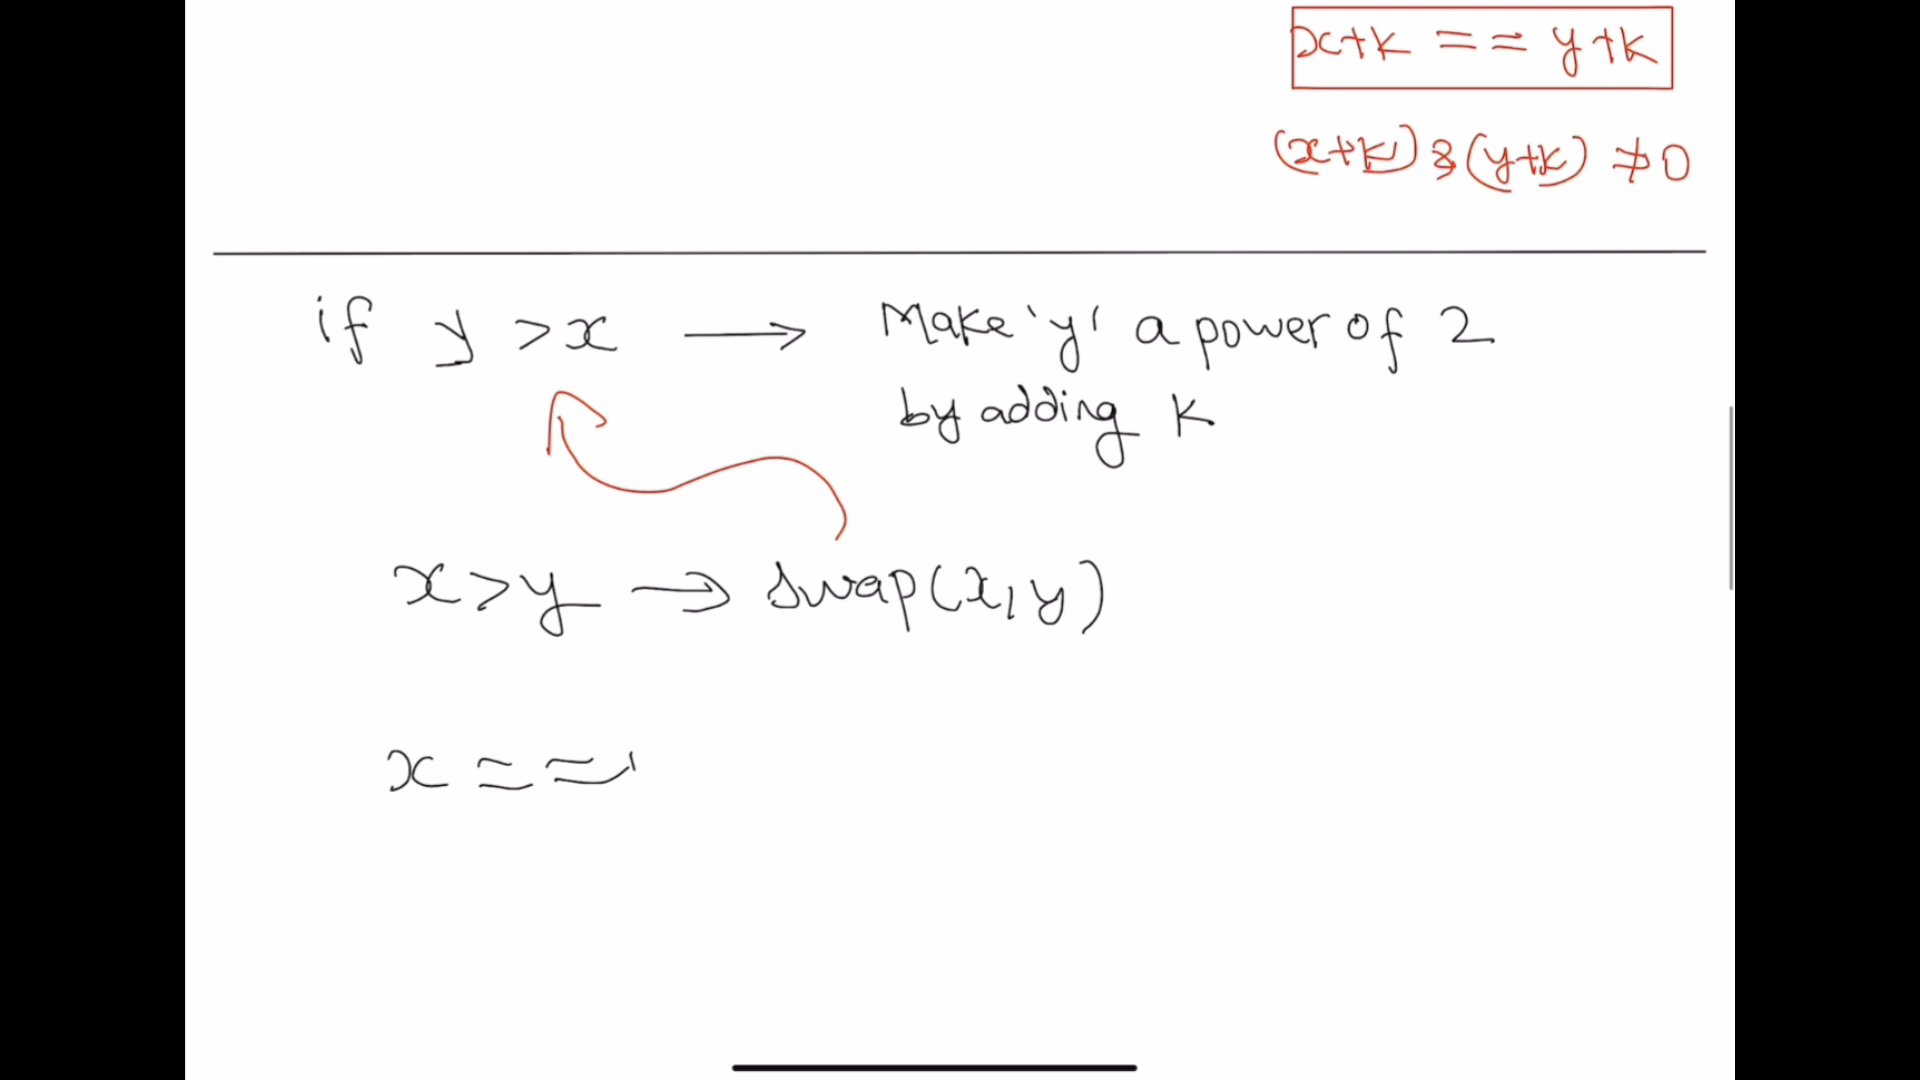 x+k == y+k
(x+k) & (y+k) ≠ 0
if y > x → Make 'y' a power of 2
by adding k
x > y → swap(x, y)
x ==